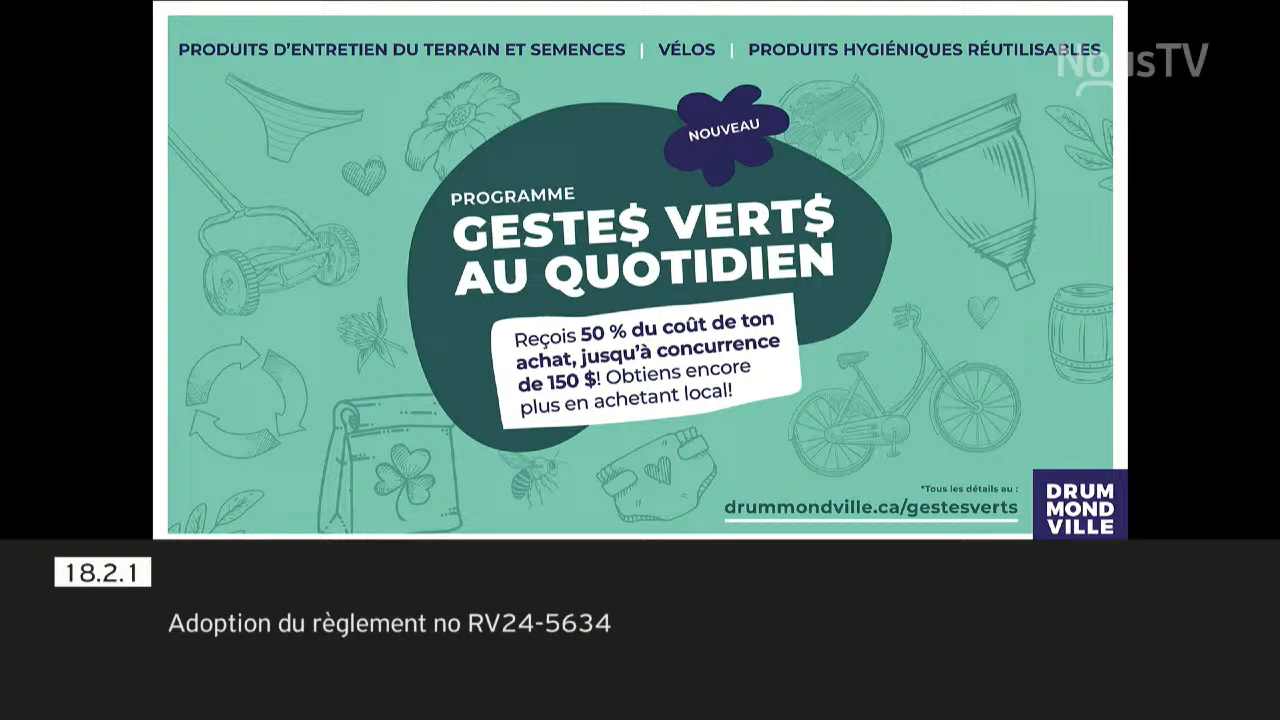 PRODUITS D'ENTRETIEN DU TERRAIN ET SEMENCES | VÉLOS | PRODUITS HYGIÉNIQUES RÉUTILISABLES
NousTV
NOUVEAU
PROGRAMME
GESTE$ VERT$
AU QUOTIDIEN
Reçois 50 % du coût de ton
achat, jusqu'à concurrence
de 150 $! Obtiens encore
plus en achetant local!
*Tous les détails au :
drummondville.ca/gestesverts
DRUM
MOND
VILLE
18.2.1
Adoption du règlement no RV24-5634